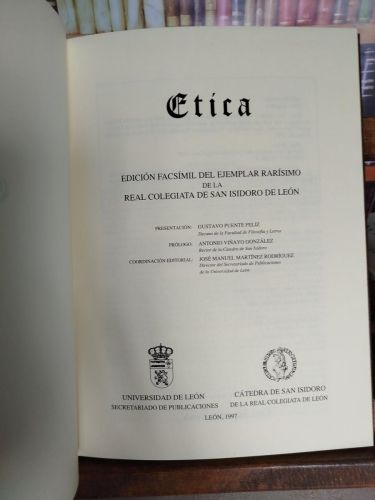 Etica
EDICIÓN FACSÍMIL DEL EJEMPLAR RARÍSIMO
DE LA
REAL COLEGIATA DE SAN ISIDORO DE LEÓN
PRESENTACIÓN: GUSTAVO PUENTE FELIZ
Decano de la Facultad de Filosofía y Letras
PRÓLOGO: ANTONIO VIÑAYO GONZÁLEZ
Rector de la Cátedra de San Isidoro
COORDINACIÓN EDITORIAL: JOSÉ MANUEL MARTÍNEZ RODRÍGUEZ
Director del Secretariado de Publicaciones
de la Universidad de León
UNIVERSIDAD DE LEÓN
SECRETARIADO DE PUBLICACIONES
CÁTEDRA DE SAN ISIDORO
DE LA REAL COLEGIATA DE LEÓN
LEÓN, 1997